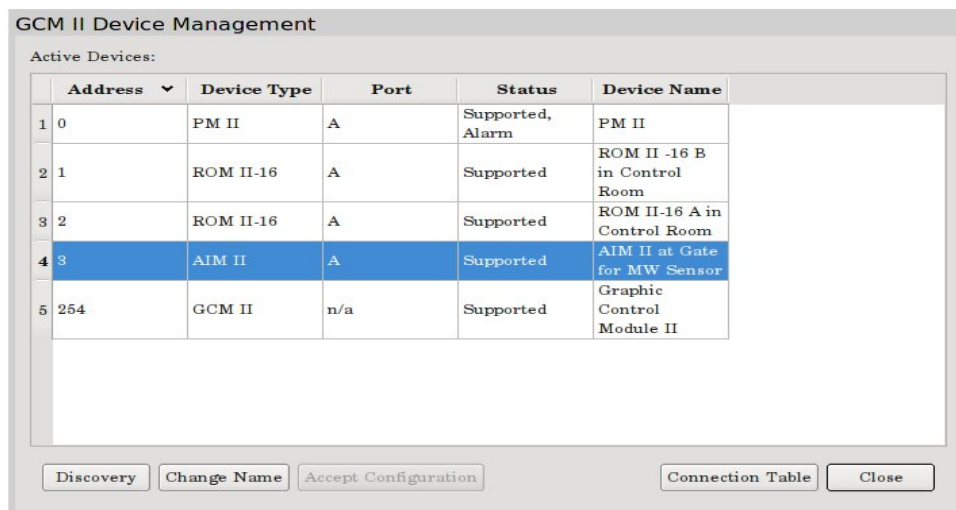 GCM II Device Management
Active Devices:
Address Device Type Port Status Device Name
1 0 PM II A Supported, Alarm PM II
2 1 ROM II-16 A Supported ROM II -16 B in Control Room
3 2 ROM II-16 A Supported ROM II-16 A in Control Room
4 3 AIM II A Supported AIM II at Gate for MW Sensor
5 254 GCM II n/a Supported Graphic Control Module II
Discovery Change Name Accept Configuration Connection Table Close